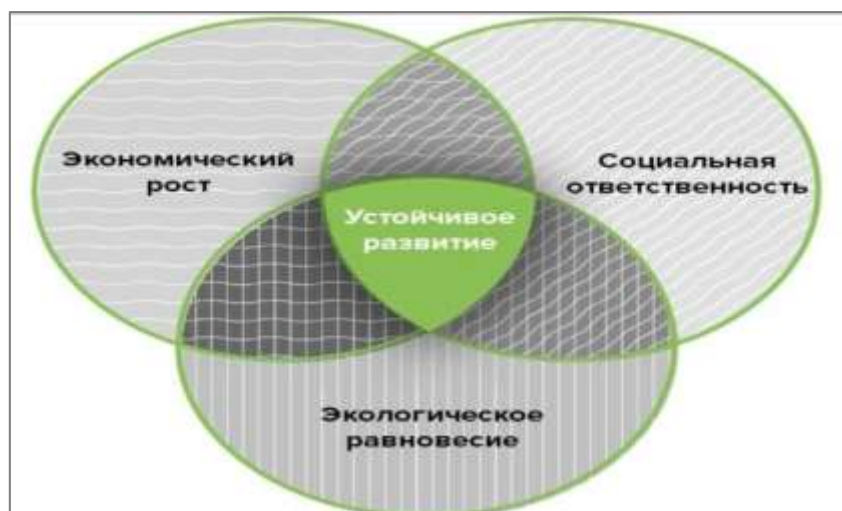 Экономический
рост
Социальная
ответственность
Устойчивое
развитие
Экологическое
равновесие